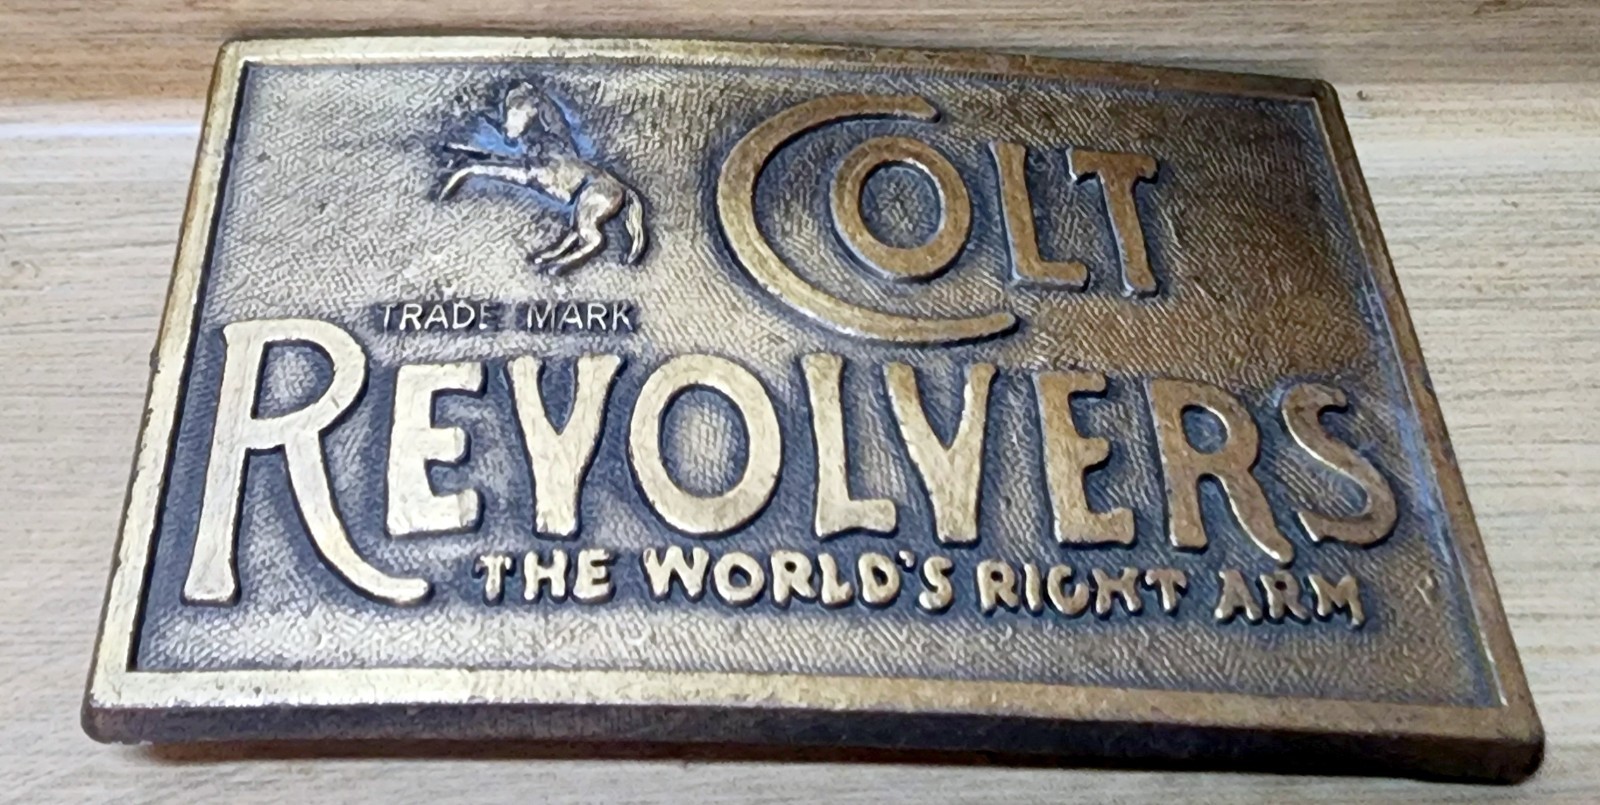 COLT
TRADE MARK
REVOLVERS
THE WORLD'S RIGHT ARM